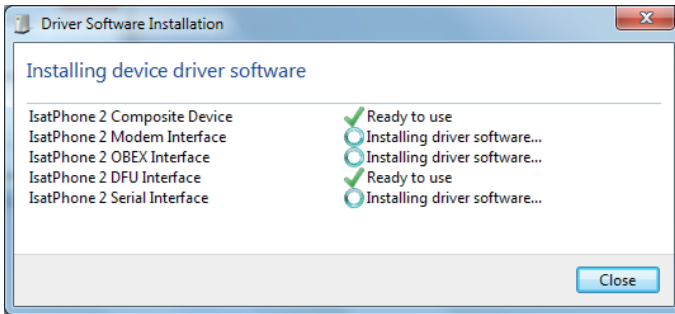 Driver Software Installation
Installing device driver software
IsatPhone 2 Composite Device Ready to use
IsatPhone 2 Modem Interface Installing driver software...
IsatPhone 2 OBEX Interface Installing driver software...
IsatPhone 2 DFU Interface Ready to use
IsatPhone 2 Serial Interface Installing driver software...
Close